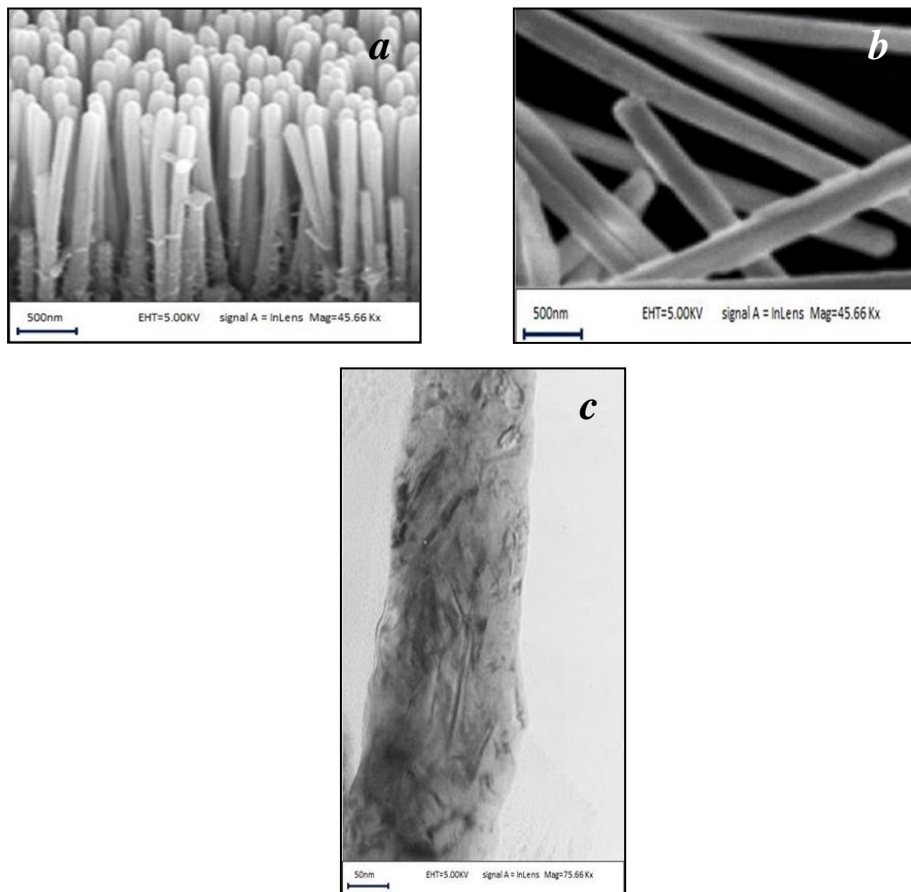 a
b
500nm EHT=5.00KV signal A = InLens Mag=45.66 Kx
500nm EHT=5.00KV signal A = InLens Mag=45.66 Kx
c
50nm EHT=5.00KV signal A = InLens Mag=75.66 Kx